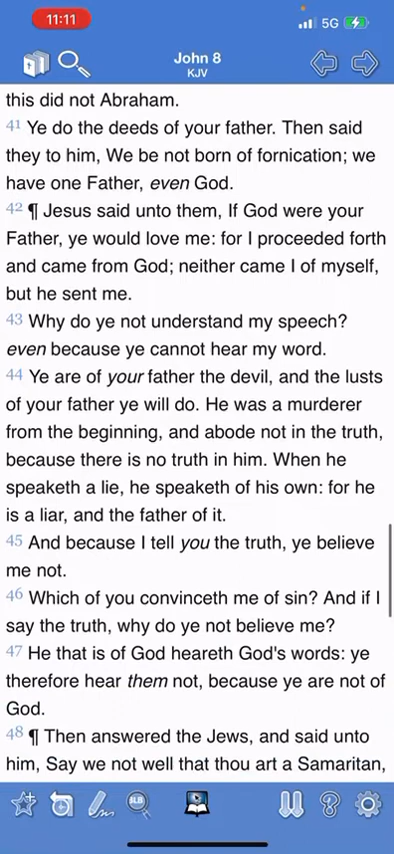 11:11
5G
John 8
KJV
this did not Abraham.
41 Ye do the deeds of your father. Then said
they to him, We be not born of fornication; we
have one Father, even God.
42 ¶ Jesus said unto them, If God were your
Father, ye would love me: for I proceeded forth
and came from God; neither came I of myself,
but he sent me.
43 Why do ye not understand my speech?
even because ye cannot hear my word.
44 Ye are of your father the devil, and the lusts
of your father ye will do. He was a murderer
from the beginning, and abode not in the truth,
because there is no truth in him. When he
speaketh a lie, he speaketh of his own: for he
is a liar, and the father of it.
45 And because I tell you the truth, ye believe
me not.
46 Which of you convinceth me of sin? And if I
say the truth, why do ye not believe me?
47 He that is of God heareth God's words: ye
therefore hear them not, because ye are not of
God.
48 ¶ Then answered the Jews, and said unto
him, Say we not well that thou art a Samaritan,
BLB